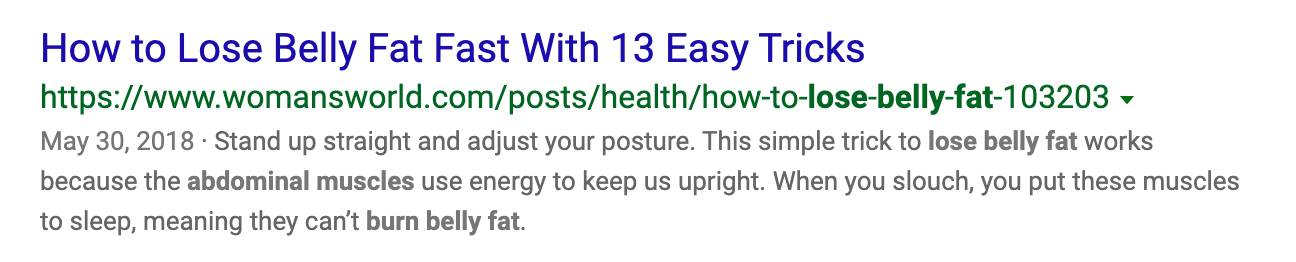 How to Lose Belly Fat Fast With 13 Easy Tricks
https://www.womansworld.com/posts/health/how-to-lose-belly-fat-103203
May 30, 2018 · Stand up straight and adjust your posture. This simple trick to lose belly fat works
because the abdominal muscles use energy to keep us upright. When you slouch, you put these muscles
to sleep, meaning they can’t burn belly fat.